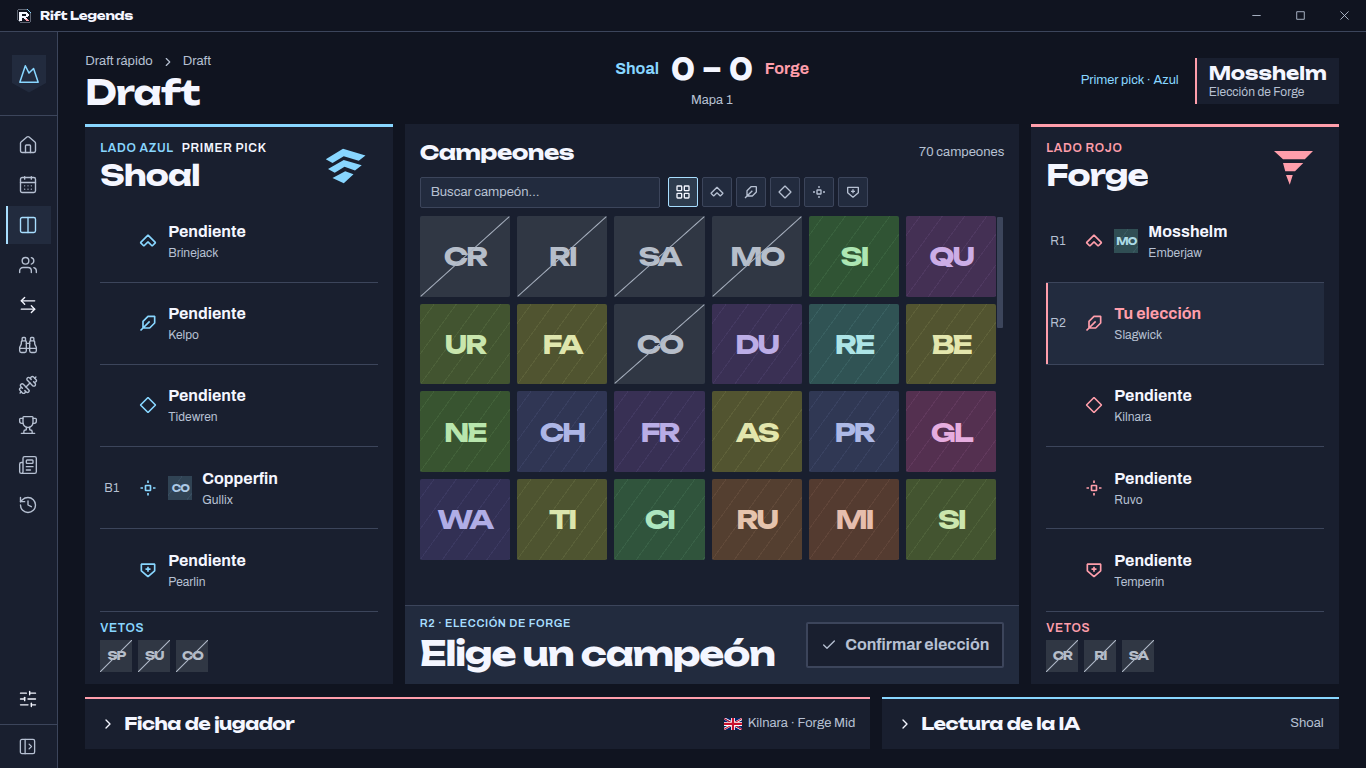 Rift Legends
Draft rápido > Draft
Draft
Shoal 0 – 0 Forge
Mapa 1
Primer pick · Azul
Mosshelm
Elección de Forge
LADO AZUL PRIMER PICK
Shoal
Pendiente
Brinejack
Pendiente
Kelpo
Pendiente
Tidewren
B1 CO Copperfin
Gullix
Pendiente
Pearlin
VETOS
SP SU CO
Campeones
70 campeones
Buscar campeón...
CR RI SA MO SI QU
UR FA CO DU RE BE
NE CH FR AS PR GL
WA TI CI RU MI SI
R2 · ELECCIÓN DE FORGE
Elige un campeón
Confirmar elección
LADO ROJO
Forge
R1 MO Mosshelm
Emberjaw
R2 Tu elección
Slagwick
Pendiente
Kilnara
Pendiente
Ruvo
Pendiente
Temperin
VETOS
CR RI SA
Ficha de jugador
Kilnara · Forge Mid
Lectura de la IA
Shoal